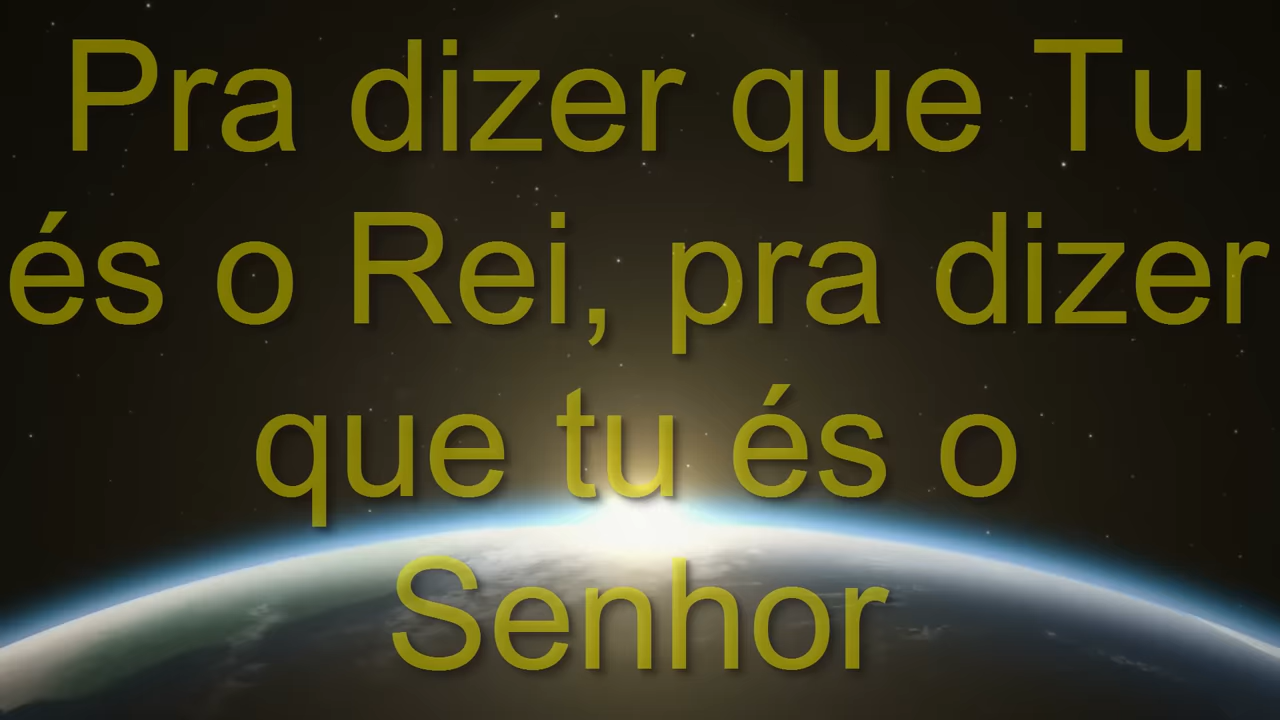 Pra dizer que Tu
és o Rei, pra dizer
que tu és o
Senhor